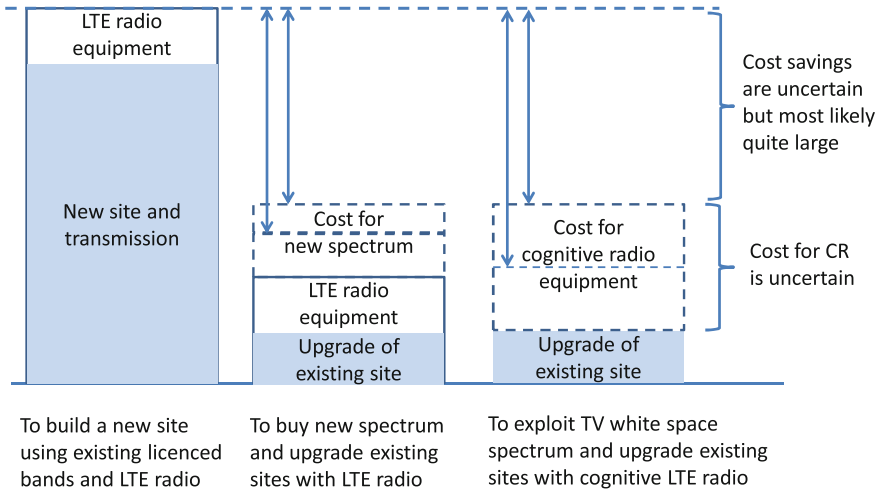 LTE radio
equipment
New site and
transmission
Cost for
new spectrum
LTE radio
equipment
Upgrade of
existing site
Cost for
cognitive radio
equipment
Upgrade of
existing site
Cost savings
are uncertain
but most likely
quite large
Cost for CR
is uncertain
To build a new site
using existing licenced
bands and LTE radio
To buy new spectrum
and upgrade existing
sites with LTE radio
To exploit TV white space
spectrum and upgrade existing
sites with cognitive LTE radio